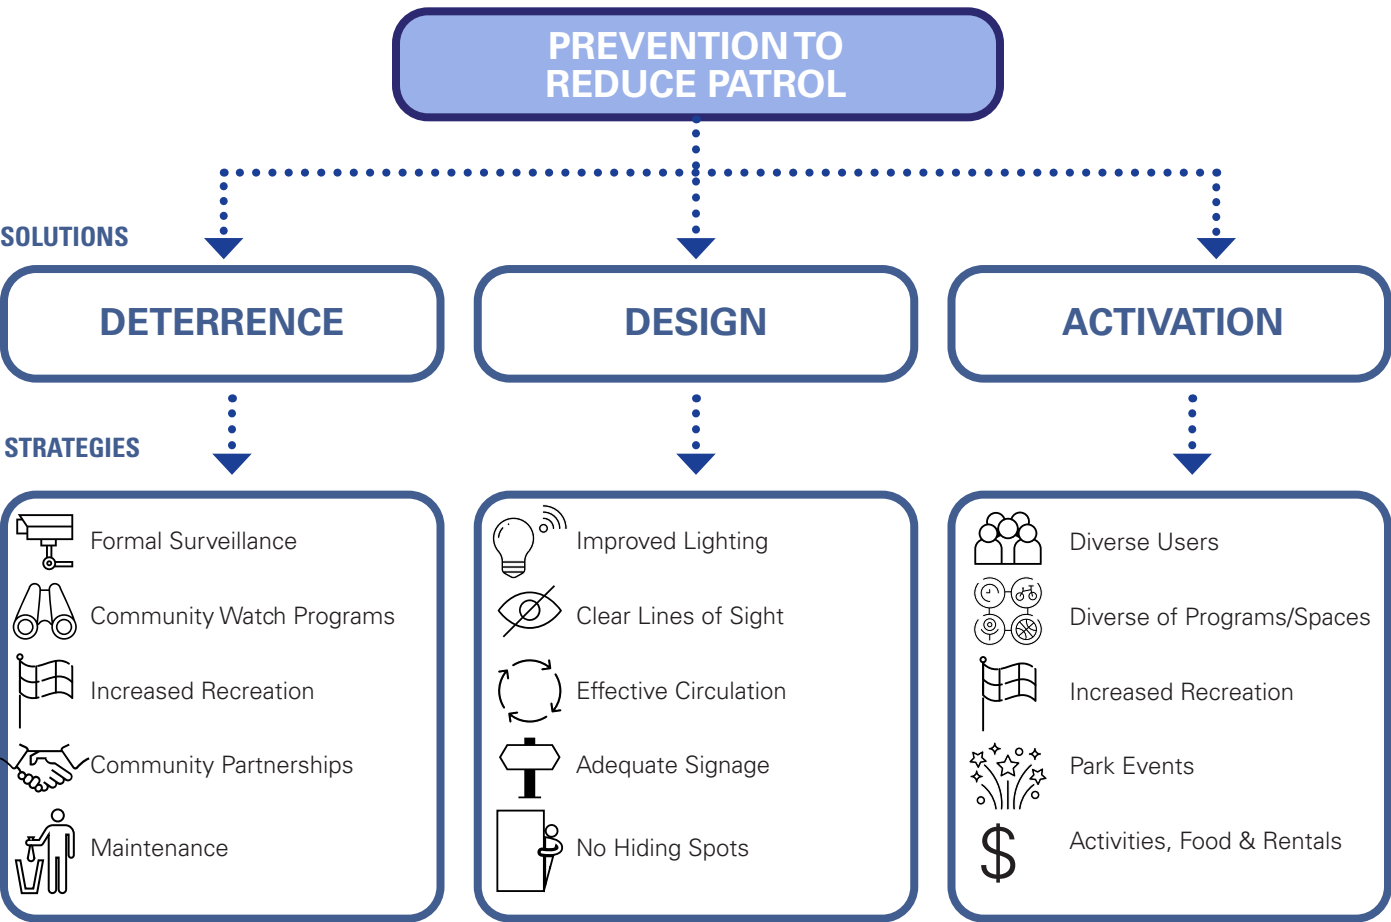 PREVENTION TO
REDUCE PATROL
SOLUTIONS
DETERRENCE
DESIGN
ACTIVATION
STRATEGIES
Formal Surveillance
Community Watch Programs
Increased Recreation
Community Partnerships
Maintenance
Improved Lighting
Clear Lines of Sight
Effective Circulation
Adequate Signage
No Hiding Spots
Diverse Users
Diverse of Programs/Spaces
Increased Recreation
Park Events
$
Activities, Food & Rentals